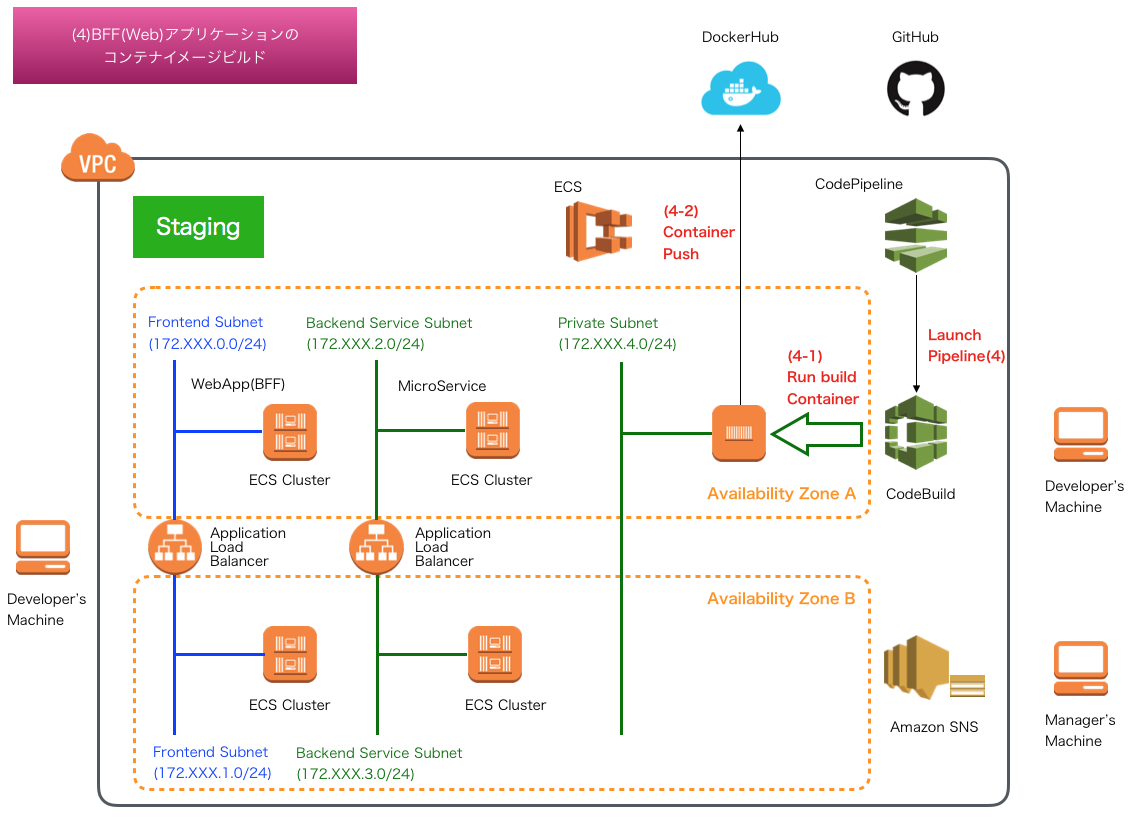 (4)BFF(Web)アプリケーションの
コンテナイメージビルド
DockerHub
GitHub
VPC
Staging
ECS
(4-2)
Container
Push
CodePipeline
Launch
Pipeline(4)
Frontend Subnet
(172.XXX.0.0/24)
Backend Service Subnet
(172.XXX.2.0/24)
Private Subnet
(172.XXX.4.0/24)
(4-1)
Run build
Container
WebApp(BFF)
MicroService
ECS Cluster
ECS Cluster
Availability Zone A
CodeBuild
Developer's
Machine
Application
Load
Balancer
Application
Load
Balancer
Developer's
Machine
Availability Zone B
ECS Cluster
ECS Cluster
Amazon SNS
Manager's
Machine
Frontend Subnet
(172.XXX.1.0/24)
Backend Service Subnet
(172.XXX.3.0/24)